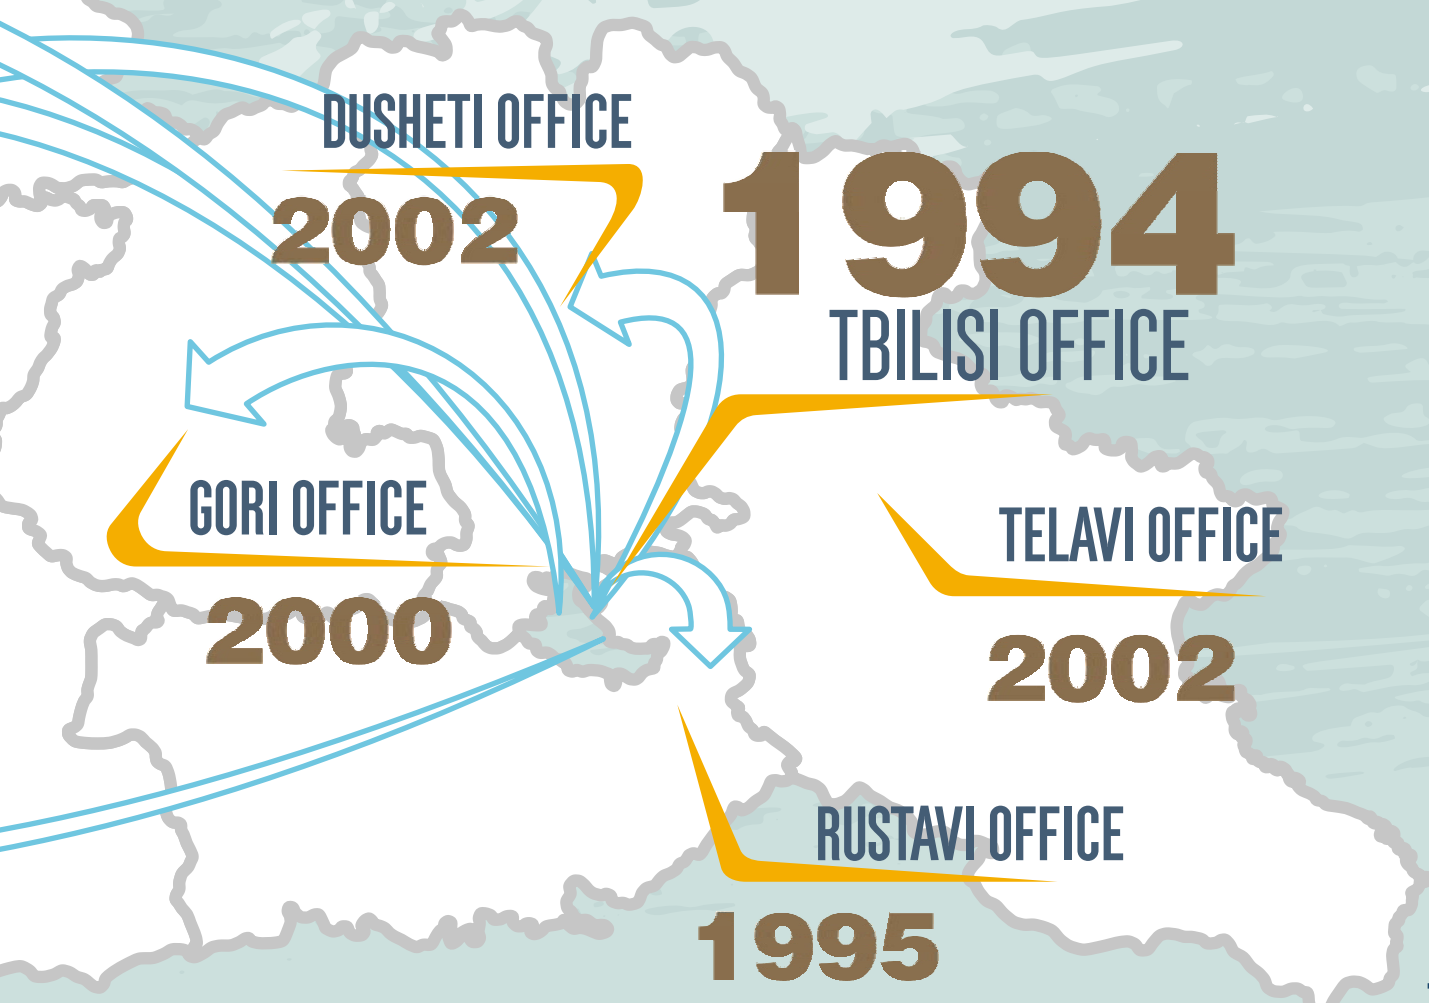 DUSHETI OFFICE
2002
1994
TBILISI OFFICE
GORI OFFICE
2000
TELAVI OFFICE
2002
RUSTAVI OFFICE
1995